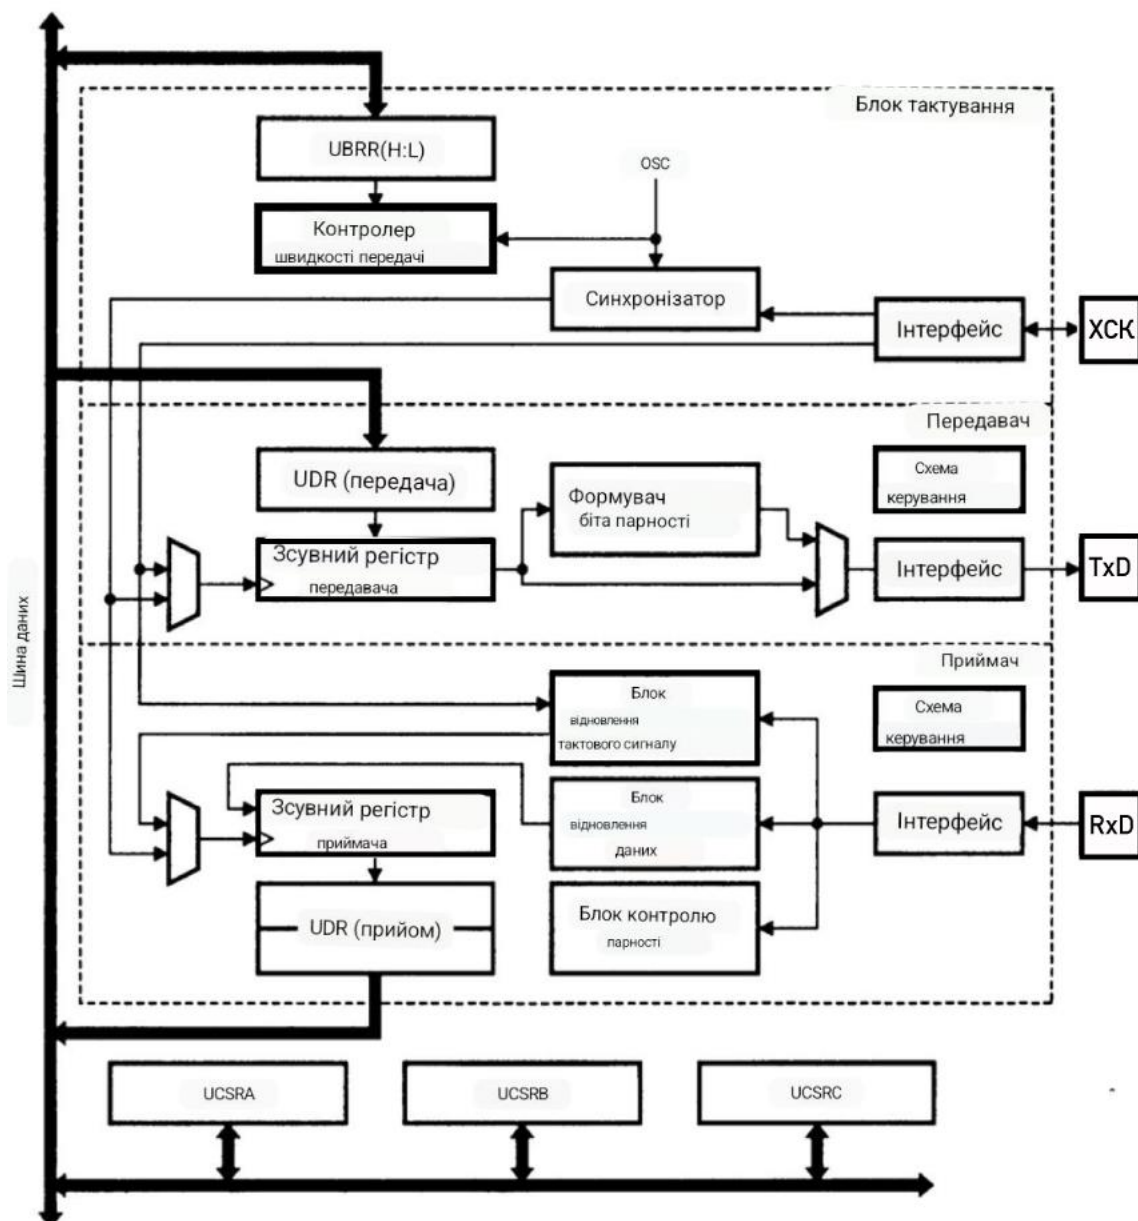 Блок тактування
UBRR(H:L)
OSC
Контролер
швидкості передачі
Синхронізатор
Інтерфейс
XCK
Передавач
UDR (передача)
Схема
керування
Формувач
біта парності
Зсувний регістр
передавача
Інтерфейс
TxD
Шина даних
Приймач
Блок
відновлення
тактового сигналу
Схема
керування
Зсувний регістр
приймача
Блок
відновлення
даних
Інтерфейс
RxD
UDR (прийом)
Блок контролю
парності
UCSRA
UCSRB
UCSRC